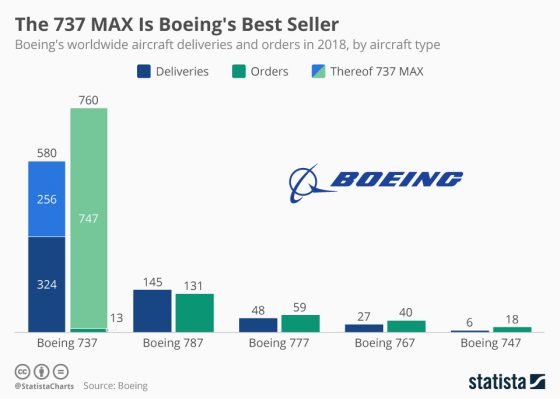 The 737 MAX Is Boeing's Best Seller
Boeing's worldwide aircraft deliveries and orders in 2018, by aircraft type
Deliveries Orders Thereof 737 MAX
760
580
256
747
324
13
145
131
48
59
27
40
6
18
BOEING
Boeing 737 Boeing 787 Boeing 777 Boeing 767 Boeing 747
cc
@StatistaCharts Source: Boeing
statista